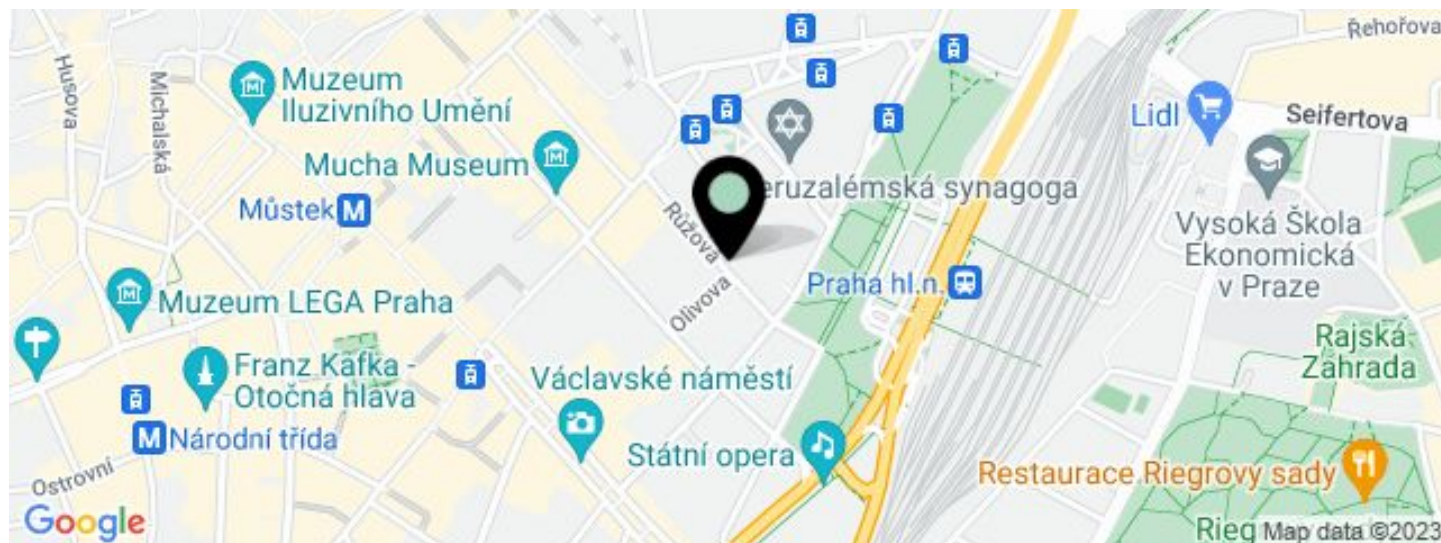 Řehořova
Husova
Michalská
Muzeum
Iluzivního Umění
Lidl
Seifertova
Mucha Museum
eruzalémská synagoga
Můstek
M
Růžová
Vysoká Škola
Ekonomická
v Praze
Praha hl.n.
Muzeum LEGA Praha
Olivova
Rajská
Zahrada
Franz Kafka -
Otočná hlava
Václavské náměstí
M
Národní třída
Státní opera
Restaurace Riegrovy sady
Ostrovní
Google
Rieg
Map data ©2023